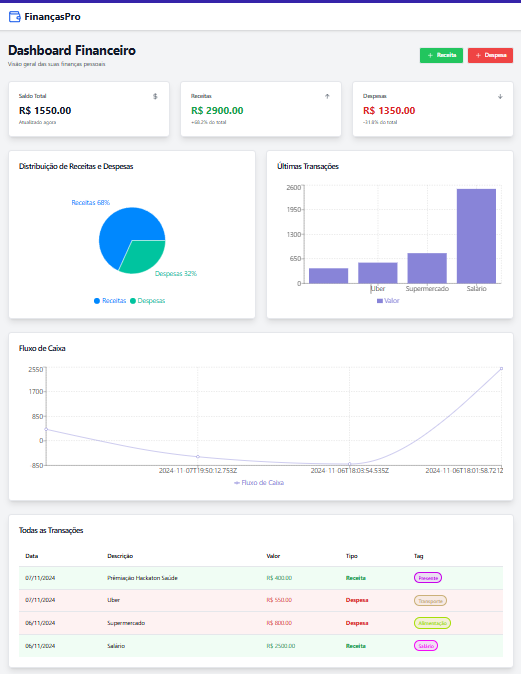 FinançasPro
Dashboard Financeiro
Visão geral das suas finanças pessoais
+ Receita
+ Despesa
Saldo Total
$
R$ 1550.00
Atualizado agora
Receitas
↑
R$ 2900.00
+68.2% do total
Despesas
↓
R$ 1350.00
-31.8% do total
Distribuição de Receitas e Despesas
Receitas 68%
Despesas 32%
Receitas
Despesas
Últimas Transações
2600
1950
1300
650
0
Uber
Supermercado
Salário
Valor
Fluxo de Caixa
2550
1700
850
0
-850
2024-11-07T19:50:12.753Z
2024-11-06T18:03:54.535Z
2024-11-06T18:01:58.721Z
Fluxo de Caixa
Todas as Transações
Data Descrição Valor Tipo Tag
07/11/2024 Prêmiação Hackaton Saúde R$ 400.00 Receita Presente
07/11/2024 Uber R$ 550.00 Despesa Transporte
06/11/2024 Supermercado R$ 800.00 Despesa Alimentação
06/11/2024 Salário R$ 2500.00 Receita Salário